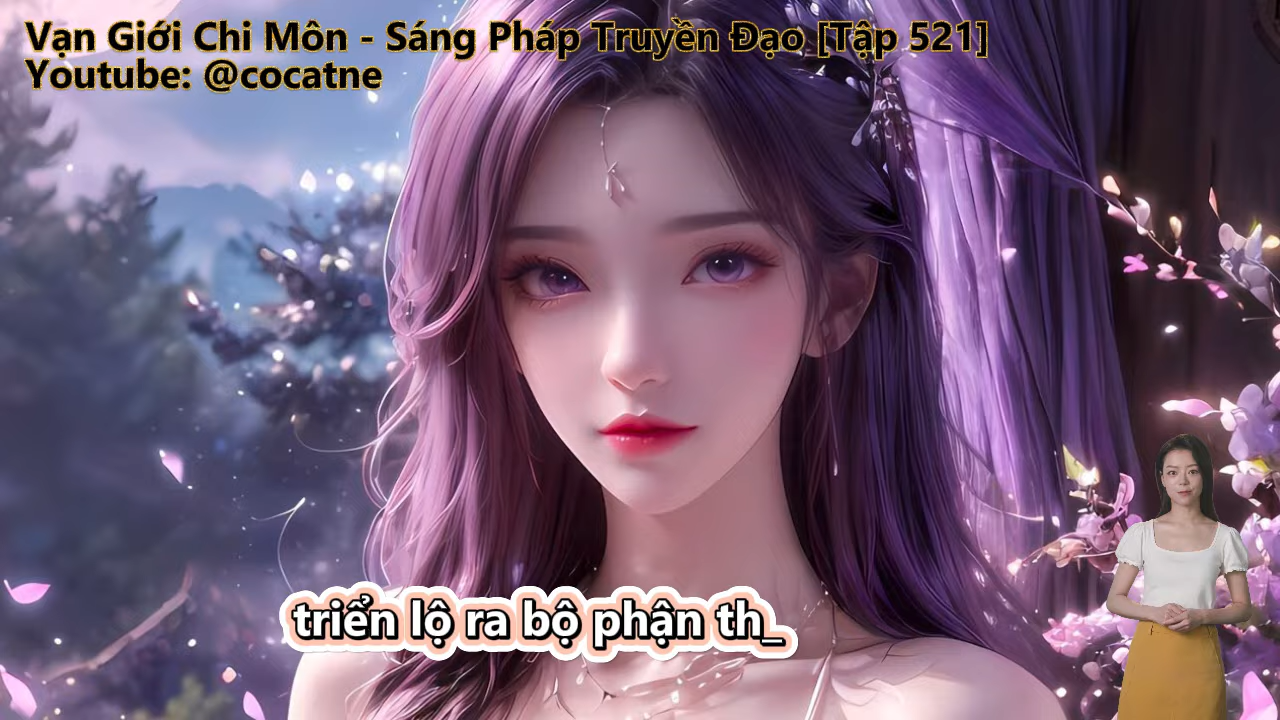 Vạn Giới Chi Môn - Sáng Pháp Truyền Đạo [Tập 521]
Youtube: @cocatne
triển lộ ra bộ phận th_